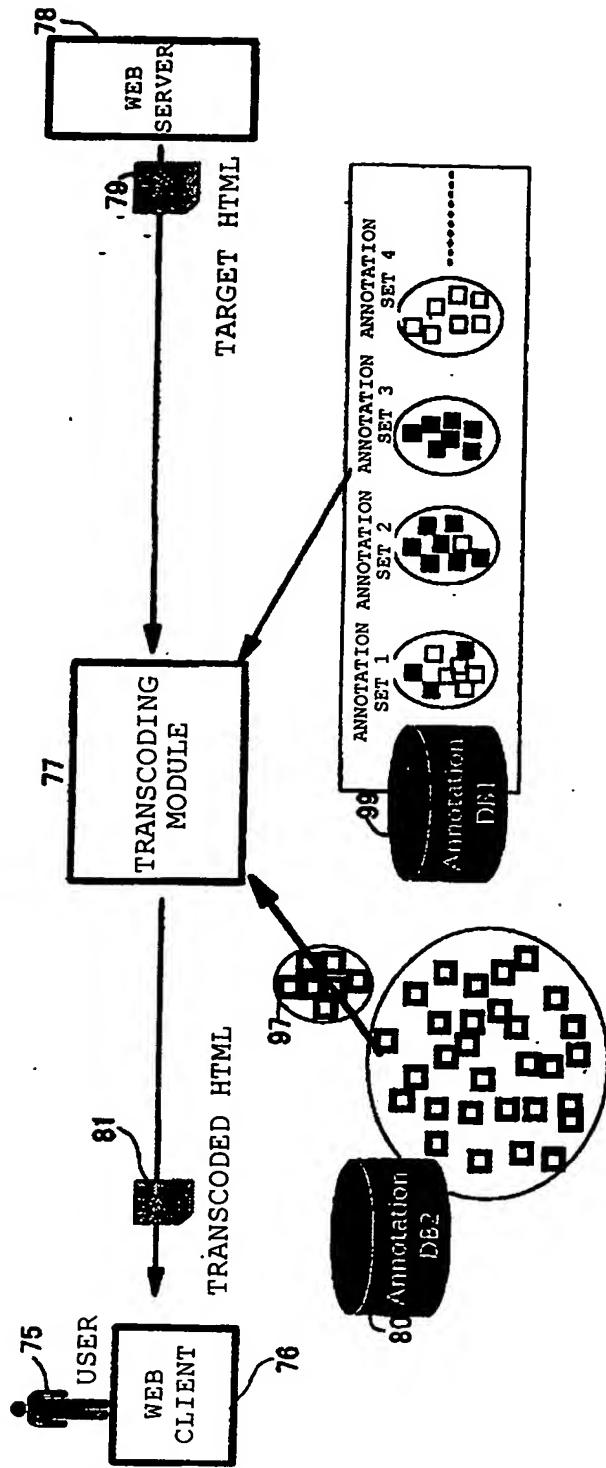 75
USER
WEB
CLIENT
76
81
TRANSCODED HTML
77
TRANSCODING
MODULE
79
TARGET HTML
78
WEB
SERVER
97
80
Annotation
DB2
99
Annotation
DB1
ANNOTATION
SET 1
ANNOTATION
SET 2
ANNOTATION
SET 3
ANNOTATION
SET 4